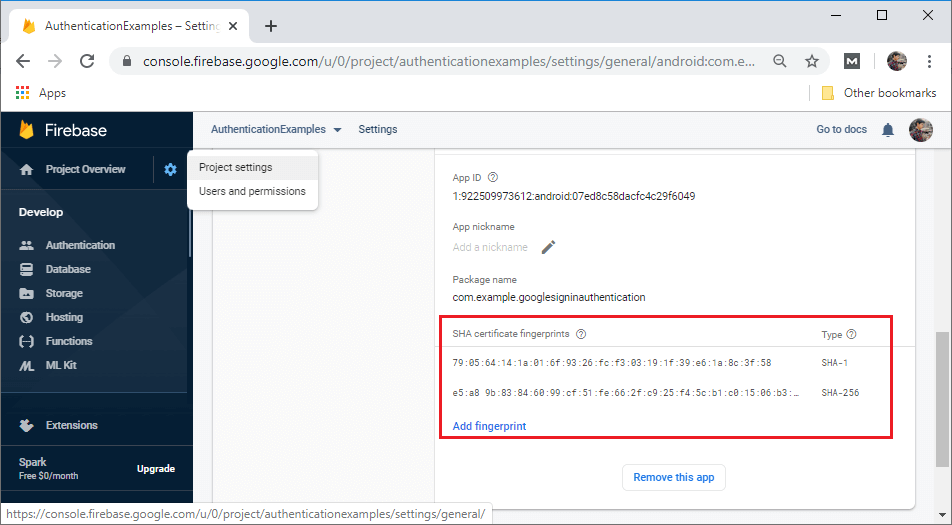 AuthenticationExamples – Settin
console.firebase.google.com/u/0/project/authenticationexamples/settings/general/android:com.e...
Apps
Other bookmarks
Firebase
AuthenticationExamples
Settings
Go to docs
Project Overview
Project settings
Users and permissions
Develop
Authentication
Database
Storage
Hosting
Functions
ML Kit
Extensions
Spark
Free $0/month
Upgrade
App ID
1:922509973612:android:07ed8c58dacfc4c29f6049
App nickname
Add a nickname
Package name
com.example.googlesigninauthentication
SHA certificate fingerprints
Type
79:05:64:14:1a:01:6f:93:26:fc:f3:03:19:1f:39:e6:1a:8c:3f:58
SHA-1
e5:a8 9b:83:84:60:99:cf:51:fe:66:2f:c9:25:f4:5c:b1:c0:15:06:b3:...
SHA-256
Add fingerprint
Remove this app
https://console.firebase.google.com/u/0/project/authenticationexamples/settings/general/